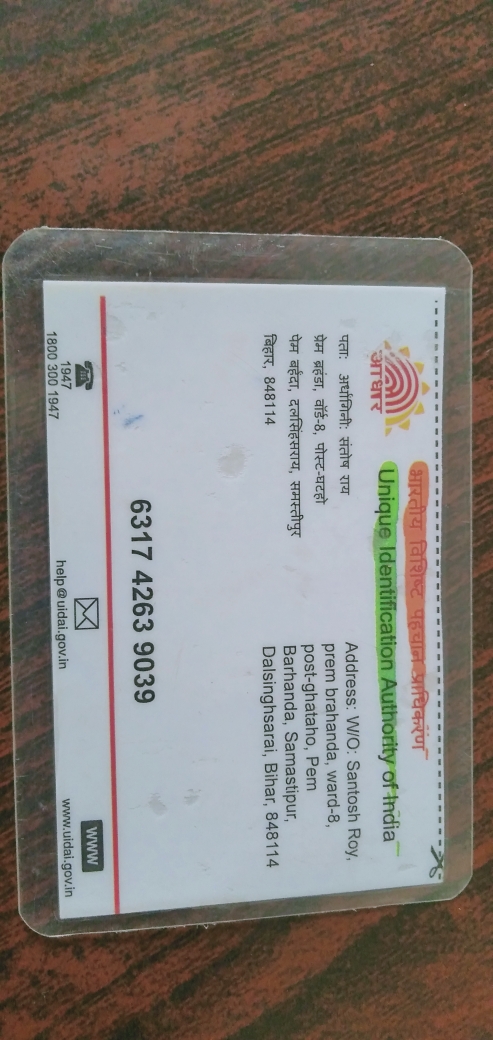 भारतीय विशिष्ट पहचान प्राधिकरण
Unique Identification Authority of India
आधार
पता: अर्धांगिनी: संतोष राय
प्रेम ब्रहंडा, वॉर्ड-8, पोस्ट-घटहो
पेम बर्हंदा, दलसिंहसराय, समस्तीपुर
बिहार, 848114
Address: W/O: Santosh Roy,
prem brahanda, ward-8,
post-ghataho, Pem
Barhanda, Samastipur,
Dalsinghsarai, Bihar, 848114
6317 4263 9039
1947
1800 300 1947
help@uidai.gov.in
WWW
www.uidai.gov.in